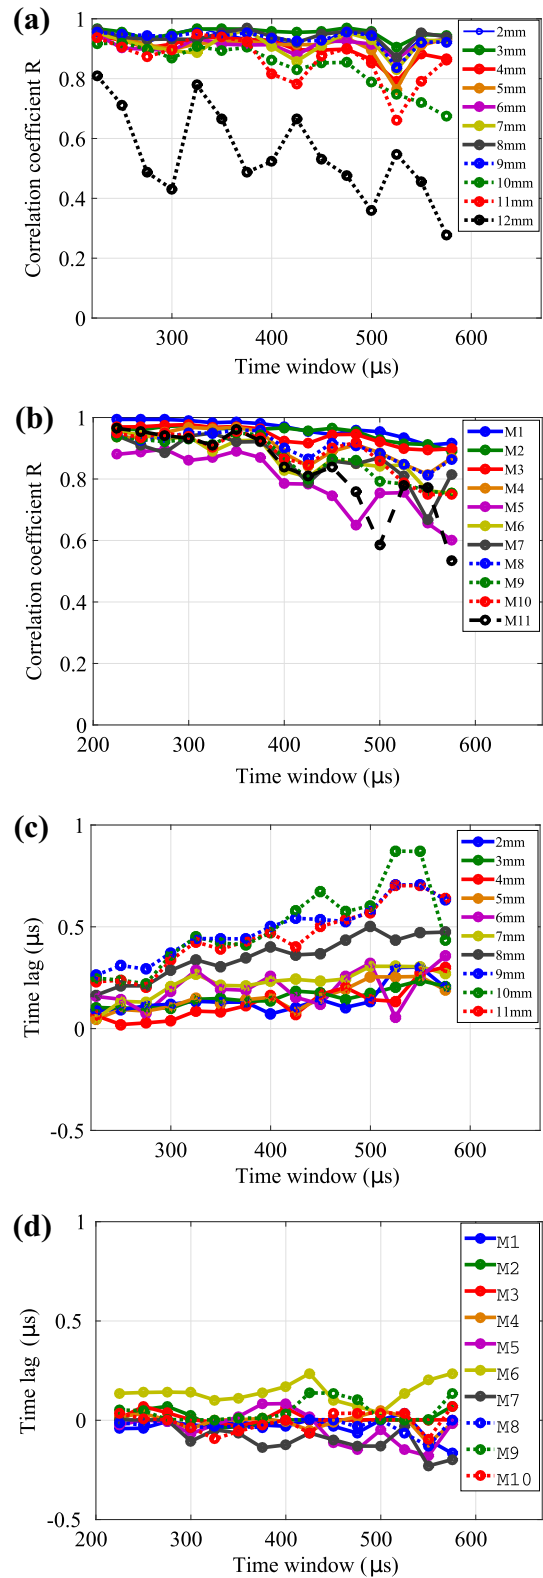 (a)
1
0.8
0.6
0.4
0.2
0
300
400
500
600
Correlation coefficient R
Time window (μs)
2mm
3mm
4mm
5mm
6mm
7mm
8mm
9mm
10mm
11mm
12mm
(b)
1
0.8
0.6
0.4
0.2
0
200
300
400
500
600
Correlation coefficient R
Time window (μs)
M1
M2
M3
M4
M5
M6
M7
M8
M9
M10
M11
(c)
1
0.5
0
-0.5
300
400
500
600
Time lag (μs)
Time window (μs)
2mm
3mm
4mm
5mm
6mm
7mm
8mm
9mm
10mm
11mm
(d)
1
0.5
0
-0.5
200
300
400
500
600
Time lag (μs)
Time window (μs)
M1
M2
M3
M4
M5
M6
M7
M8
M9
M10